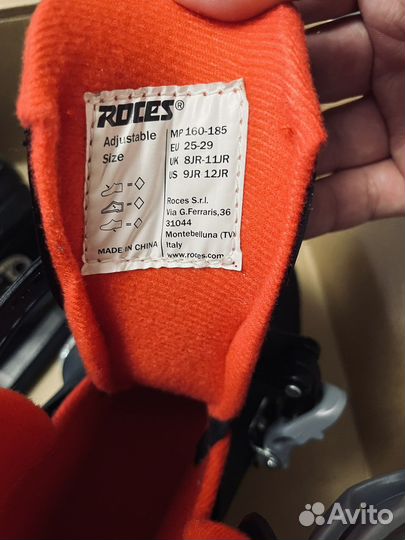 ROCES®
Adjustable
Size
MP 160-185
EU 25-29
UK 8JR-11JR
US 9JR 12JR
Roces S.r.l.
Via G.Ferraris,36
31044
Montebelluna (TV)
Italy
www.roces.com
MADE IN CHINA
Avito